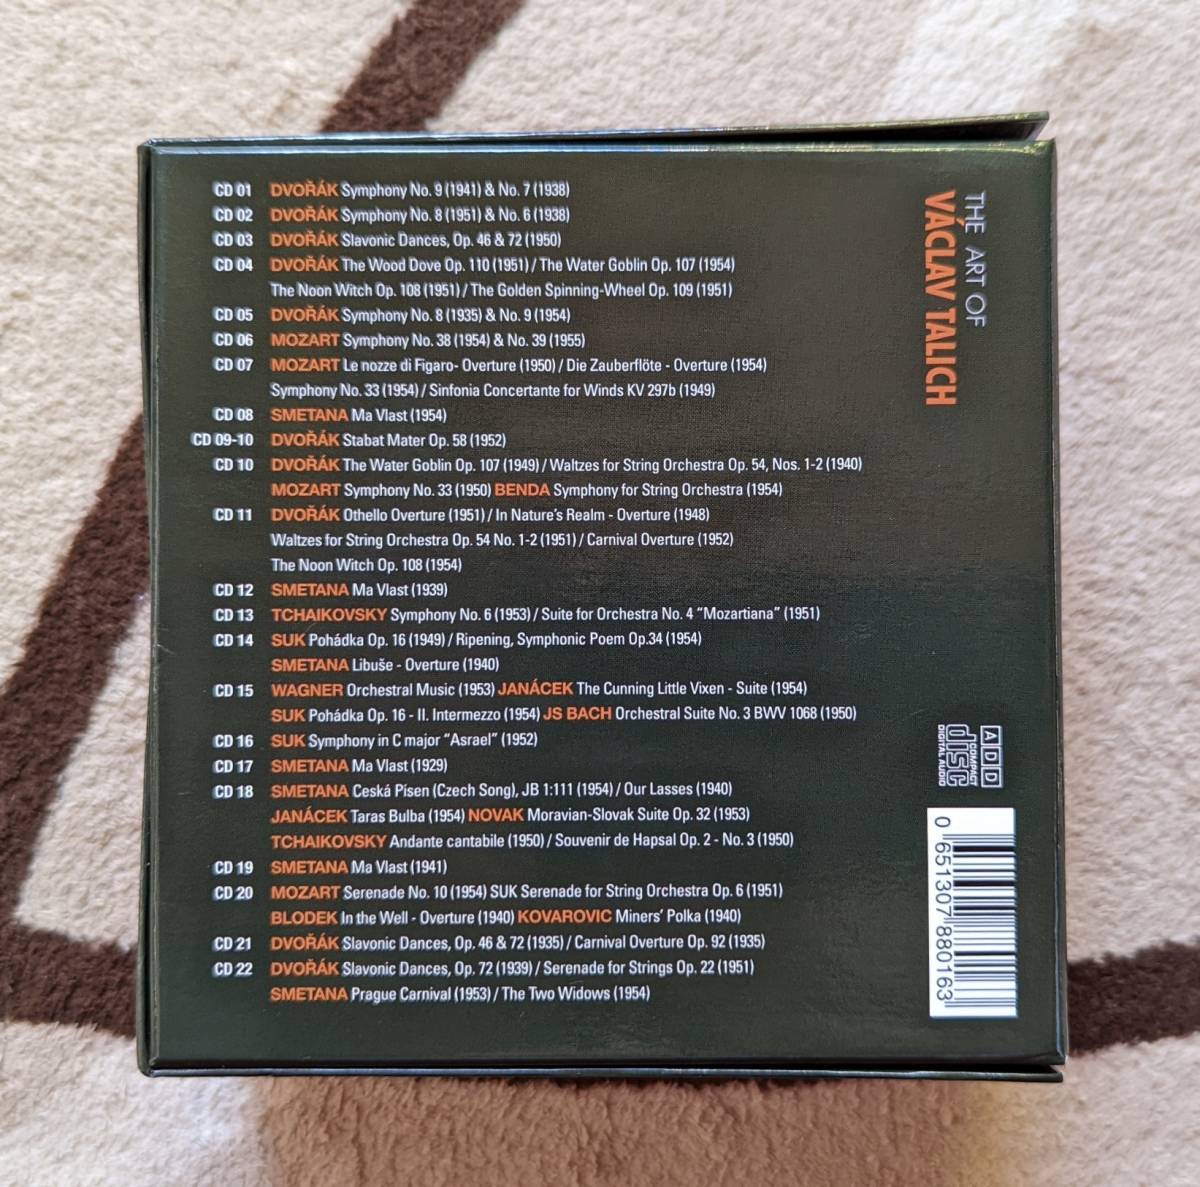 CD 01 DVOŘÁK Symphony No. 9 (1941) & No. 7 (1938)
CD 02 DVOŘÁK Symphony No. 8 (1951) & No. 6 (1938)
CD 03 DVOŘÁK Slavonic Dances, Op. 46 & 72 (1950)
CD 04 DVOŘÁK The Wood Dove Op. 110 (1951) / The Water Goblin Op. 107 (1954)
The Noon Witch Op. 108 (1951) / The Golden Spinning-Wheel Op. 109 (1951)
CD 05 DVOŘÁK Symphony No. 8 (1935) & No. 9 (1954)
CD 06 MOZART Symphony No. 38 (1954) & No. 39 (1955)
CD 07 MOZART Le nozze di Figaro- Overture (1950) / Die Zauberflöte - Overture (1954)
Symphony No. 33 (1954) / Sinfonia Concertante for Winds KV 297b (1949)
CD 08 SMETANA Ma Vlast (1954)
CD 09-10 DVOŘÁK Stabat Mater Op. 58 (1952)
CD 10 DVOŘÁK The Water Goblin Op. 107 (1949) / Waltzes for String Orchestra Op. 54, Nos. 1-2 (1940)
MOZART Symphony No. 33 (1950) BENDA Symphony for String Orchestra (1954)
CD 11 DVOŘÁK Othello Overture (1951) / In Nature's Realm - Overture (1948)
Waltzes for String Orchestra Op. 54 No. 1-2 (1951) / Carnival Overture (1952)
The Noon Witch Op. 108 (1954)
CD 12 SMETANA Ma Vlast (1939)
CD 13 TCHAIKOVSKY Symphony No. 6 (1953) / Suite for Orchestra No. 4 "Mozartiana" (1951)
CD 14 SUK Pohádka Op. 16 (1949) / Ripening, Symphonic Poem Op.34 (1954)
SMETANA Libuše - Overture (1940)
CD 15 WAGNER Orchestral Music (1953) JANÁCEK The Cunning Little Vixen - Suite (1954)
SUK Pohádka Op. 16 - II. Intermezzo (1954) JS BACH Orchestral Suite No. 3 BWV 1068 (1950)
CD 16 SUK Symphony in C major "Asrael" (1952)
CD 17 SMETANA Ma Vlast (1929)
CD 18 SMETANA Ceská Písen (Czech Song), JB 1:111 (1954) / Our Lasses (1940)
JANÁCEK Taras Bulba (1954) NOVAK Moravian-Slovak Suite Op. 32 (1953)
TCHAIKOVSKY Andante cantabile (1950) / Souvenir de Hapsal Op. 2 - No. 3 (1950)
CD 19 SMETANA Ma Vlast (1941)
CD 20 MOZART Serenade No. 10 (1954) SUK Serenade for String Orchestra Op. 6 (1951)
BLODEK In the Well - Overture (1940) KOVAROVIC Miners' Polka (1940)
CD 21 DVOŘÁK Slavonic Dances, Op. 46 & 72 (1935) / Carnival Overture Op. 92 (1935)
CD 22 DVOŘÁK Slavonic Dances, Op. 72 (1939) / Serenade for Strings Op. 22 (1951)
SMETANA Prague Carnival (1953) / The Two Widows (1954)
THE ART OF
VÁCLAV TALICH
ADD
COMPACT
disc
DIGITAL AUDIO
0 651307 880163